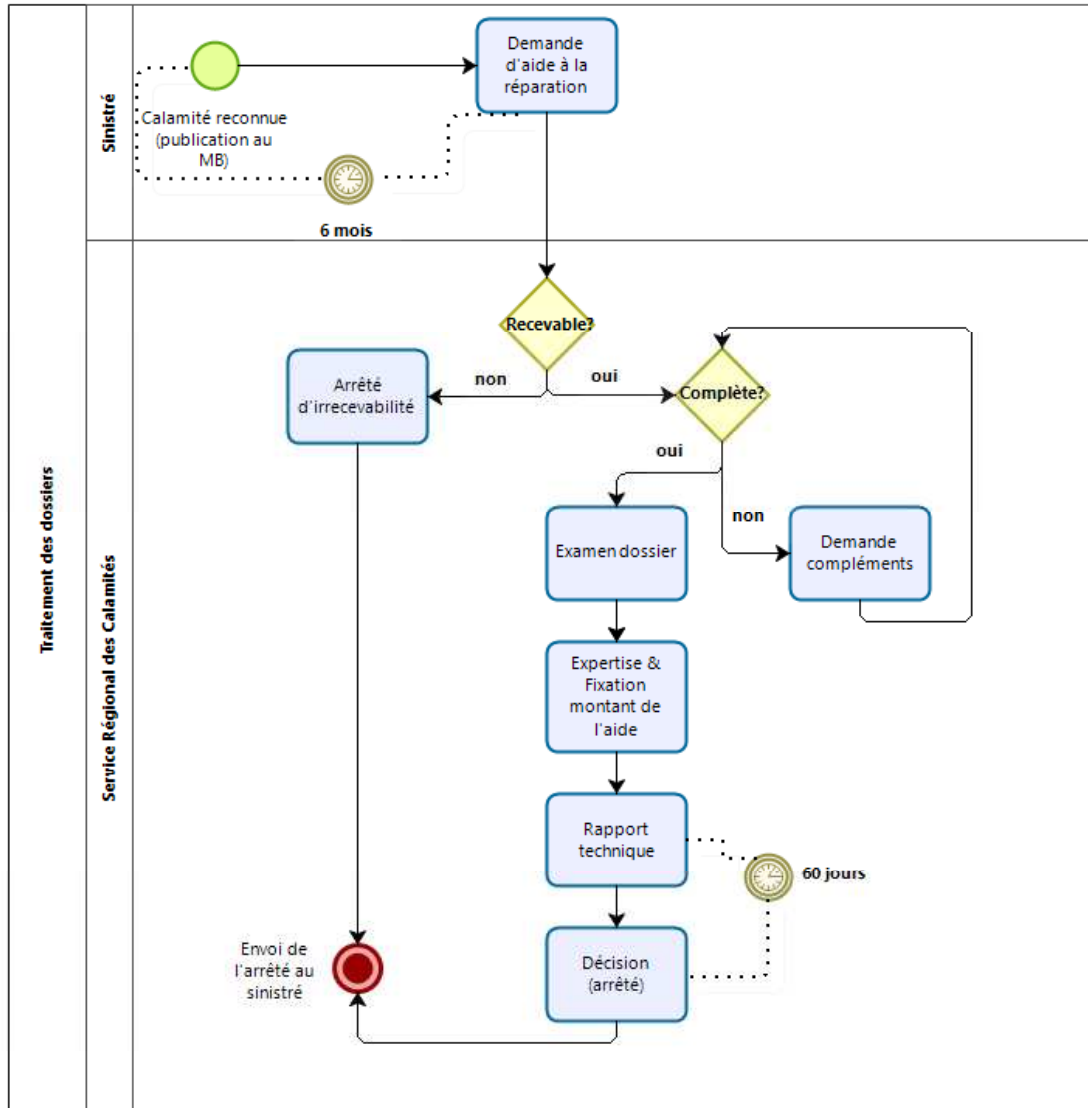 Traitement des dossiers
Sinistré
Demande
d'aide à la
réparation
Calamité reconnue
(publication au
MB)
6 mois
Service Régional des Calamités
Recevable?
non
oui
Complète?
Arrêté
d'irrecevabilité
oui
non
Examen dossier
Demande
compléments
Expertise &
Fixation
montant de
l'aide
Rapport
technique
60 jours
Envoi de
l'arrêté au
sinistré
Décision
(arrêté)